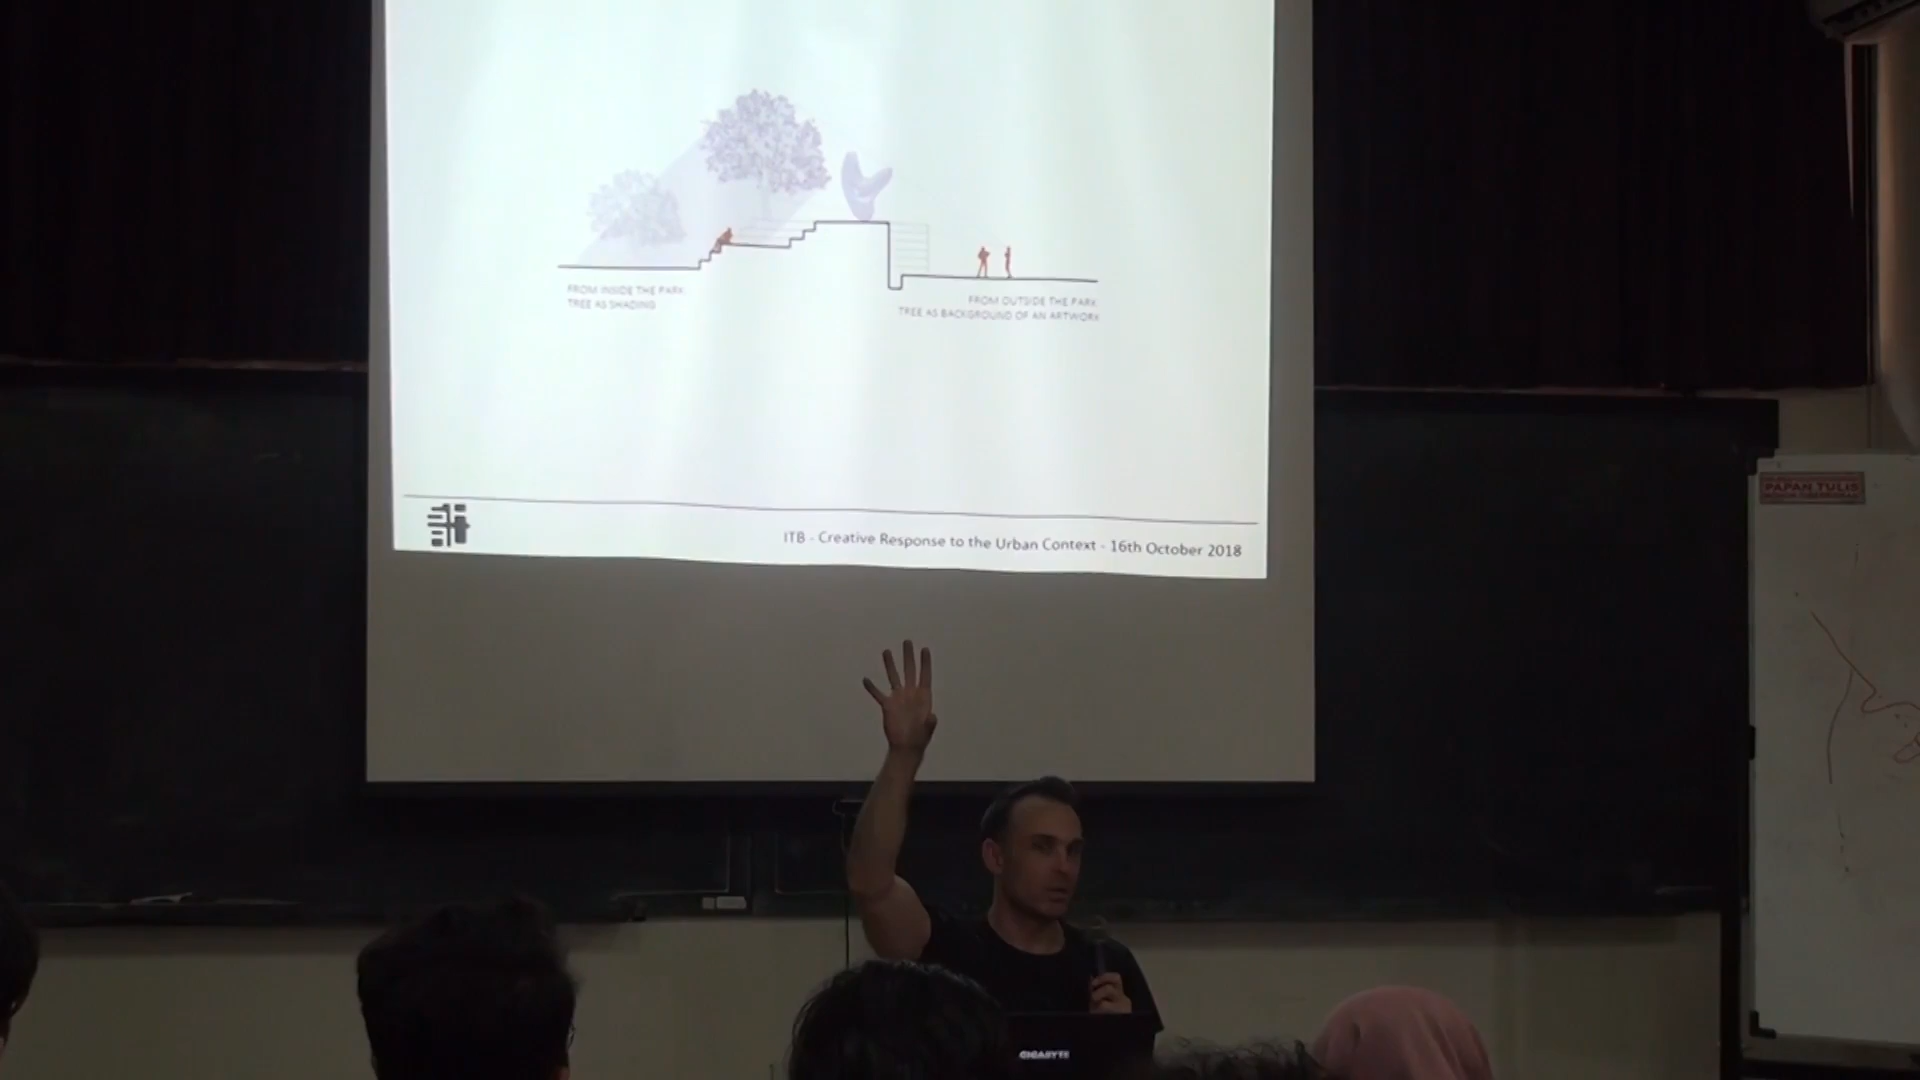 FROM INSIDE THE PARK
TREE AS SHADING
FROM OUTSIDE THE PARK
TREE AS BACKGROUND OF AN ARTWORK
ITB - Creative Response to the Urban Context - 16th October 2018
PAPAN TULIS
GIGABYTE